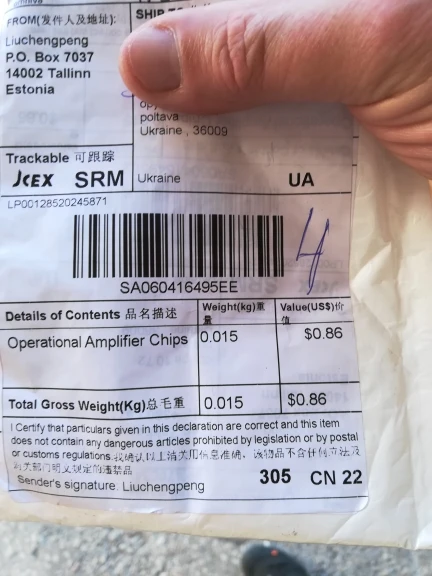 FROM(发件人及地址):
SHIP TO
Liuchengpeng
P.O. Box 7037
14002 Tallinn
Estonia
poltava
Ukraine , 36009
Trackable 可跟踪
JCEX SRM
Ukraine
UA
LP00128520245871
4
SA060416495EE
Details of Contents 品名描述
Weight(kg)重量
Value(US$)价值
Operational Amplifier Chips
0.015
$0.86
Total Gross Weight(Kg)总毛重
0.015
$0.86
I Certify that particulars given in this declaration are correct and this item
does not contain any dangerous articles prohibited by legislation or by postal
or customs regulations.
Sender's signature: Liuchengpeng
305 CN 22